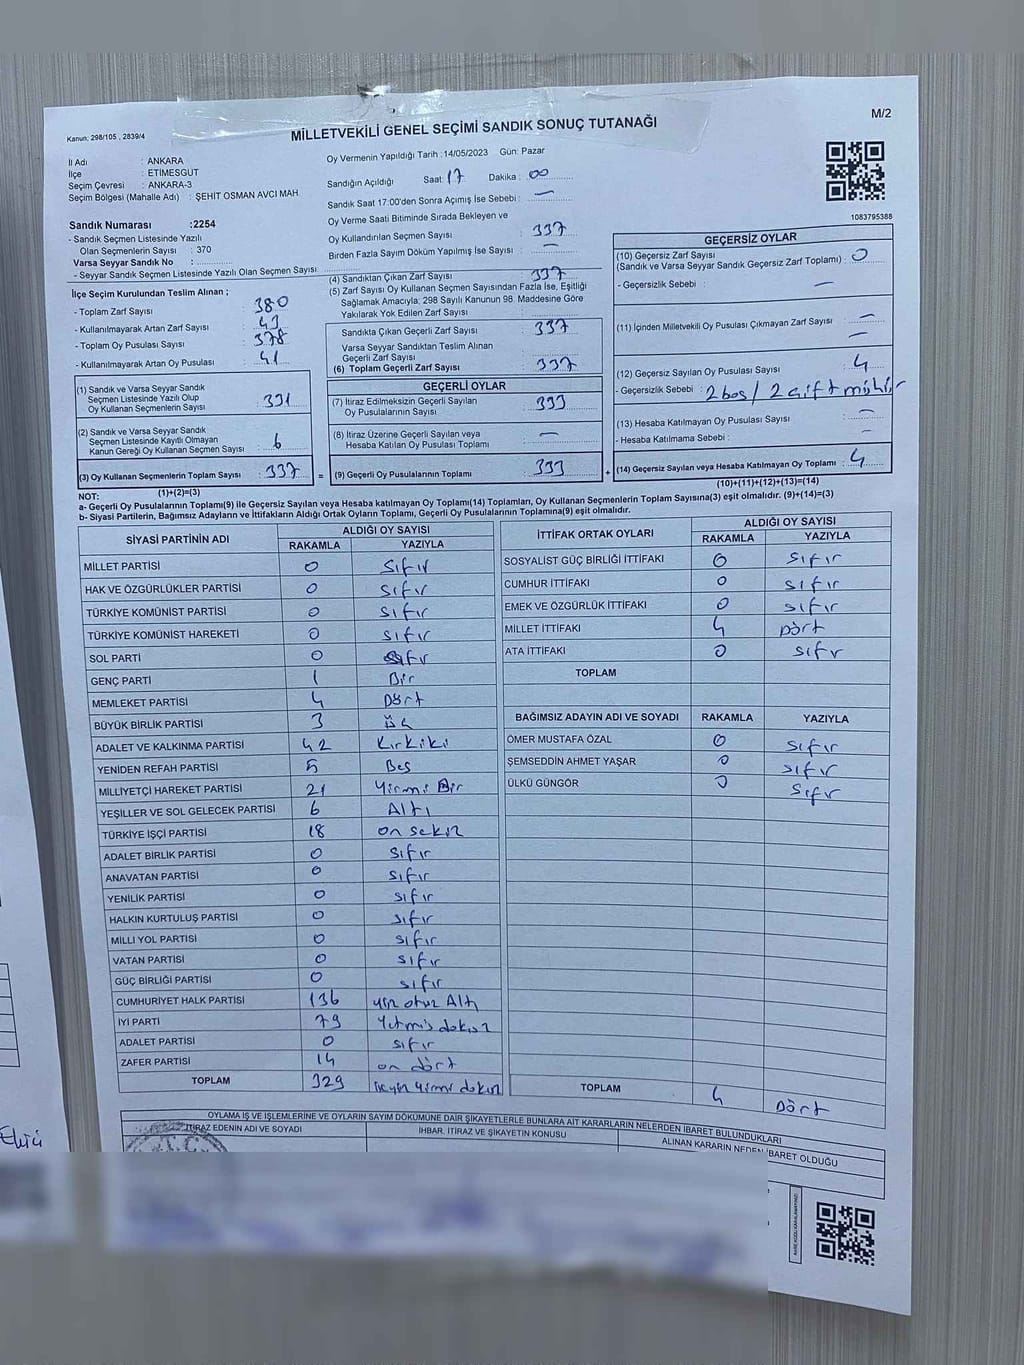 M/2
Kanun; 298/105 , 2839/4
MİLLETVEKİLİ GENEL SEÇİMİ SANDIK SONUÇ TUTANAĞI
İl Adı : ANKARA
İlçe : ETİMESGUT
Seçim Çevresi : ANKARA-3
Seçim Bölgesi (Mahalle Adı) : ŞEHİT OSMAN AVCI MAH
Sandık Numarası :2254
- Sandık Seçmen Listesinde Yazılı
Olan Seçmenlerin Sayısı : 370
Varsa Seyyar Sandık No :
- Seyyar Sandık Seçmen Listesinde Yazılı Olan Seçmen Sayısı:
Oy Vermenin Yapıldığı Tarih :14/05/2023 Gün: Pazar
Sandığın Açıldığı Saat: 17 Dakika : 00
Sandık Saat 17:00'den Sonra Açımış İse Sebebi : —
Oy Verme Saati Bitiminde Sırada Bekleyen ve
Oy Kullandırılan Seçmen Sayısı : 337
Birden Fazla Sayım Döküm Yapılmış İse Sayısı : —
1083795388
İlçe Seçim Kurulundan Teslim Alınan ;
- Toplam Zarf Sayısı : 380
- Kullanılmayarak Artan Zarf Sayısı : 43
- Toplam Oy Pusulası Sayısı : 378
- Kullanılmayarak Artan Oy Pusulası : 41
(1) Sandık ve Varsa Seyyar Sandık
Seçmen Listesinde Yazılı Olup
Oy Kullanan Seçmenlerin Sayısı : 331
(2) Sandık ve Varsa Seyyar Sandık
Seçmen Listesinde Kayıtlı Olmayan
Kanun Gereği Oy Kullanan Seçmen Sayısı : 6
(3) Oy Kullanan Seçmenlerin Toplam Sayısı : 337 =
(1)+(2)=(3)
(4) Sandıktan Çıkan Zarf Sayısı : 337
(5) Zarf Sayısı Oy Kullanan Seçmen Sayısından Fazla İse, Eşitliği
Sağlamak Amacıyla; 298 Sayılı Kanunun 98. Maddesine Göre
Yakılarak Yok Edilen Zarf Sayısı :
Sandıkta Çıkan Geçerli Zarf Sayısı : 337
Varsa Seyyar Sandıktan Teslim Alınan
Geçerli Zarf Sayısı :
(6) Toplam Geçerli Zarf Sayısı : 337
GEÇERLİ OYLAR
(7) İtiraz Edilmeksizin Geçerli Sayılan
Oy Pusulalarının Sayısı : 333
(8) İtiraz Üzerine Geçerli Sayılan veya
Hesaba Katılan Oy Pusulası Toplamı : —
(9) Geçerli Oy Pusulalarının Toplamı : 333 +
GEÇERSİZ OYLAR
(10) Geçersiz Zarf Sayısı
(Sandık ve Varsa Seyyar Sandık Geçersiz Zarf Toplamı) : 0
- Geçersizlik Sebebi : —
(11) İçinden Milletvekili Oy Pusulası Çıkmayan Zarf Sayısı : —
—
(12) Geçersiz Sayılan Oy Pusulası Sayısı : 4
- Geçersizlik Sebebi : 2 boş / 2 çift mühür
(13) Hesaba Katılmayan Oy Pusulası Sayısı : —
- Hesaba Katılmama Sebebi : —
(14) Geçersiz Sayılan veya Hesaba Katılmayan Oy Toplamı : 4
(10)+(11)+(12)+(13)=(14)
NOT:
a- Geçerli Oy Pusulalarının Toplamı(9) ile Geçersiz Sayılan veya Hesaba katılmayan Oy Toplamı(14) Toplamları, Oy Kullanan Seçmenlerin Toplam Sayısına(3) eşit olmalıdır. (9)+(14)=(3)
b- Siyasi Partilerin, Bağımsız Adayların ve İttifakların Aldığı Oyların Toplamı, Geçerli Oy Pusulalarının Toplamına(9) eşit olmalıdır.
SİYASİ PARTİNİN ADI ALDIĞI OY SAYISI
RAKAMLA YAZIYLA
MİLLET PARTİSİ 0 Sıfır
HAK VE ÖZGÜRLÜKLER PARTİSİ 0 Sıfır
TÜRKİYE KOMÜNİST PARTİSİ 0 Sıfır
TÜRKİYE KOMÜNİST HAREKETİ 0 Sıfır
SOL PARTİ 0 Sıfır
GENÇ PARTİ 1 Bir
MEMLEKET PARTİSİ 4 Dört
BÜYÜK BİRLİK PARTİSİ 3 üç
ADALET VE KALKINMA PARTİSİ 42 Kırkiki
YENİDEN REFAH PARTİSİ 5 Beş
MİLLİYETÇİ HAREKET PARTİSİ 21 Yirmi Bir
YEŞİLLER VE SOL GELECEK PARTİSİ 6 Altı
TÜRKİYE İŞÇİ PARTİSİ 18 on sekiz
ADALET BİRLİK PARTİSİ 0 Sıfır
ANAVATAN PARTİSİ 0 Sıfır
YENİLİK PARTİSİ 0 sıfır
HALKIN KURTULUŞ PARTİSİ 0 sıfır
MİLLİ YOL PARTİSİ 0 sıfır
VATAN PARTİSİ 0 sıfır
GÜÇ BİRLİĞİ PARTİSİ 0 sıfır
CUMHURİYET HALK PARTİSİ 136 yüz otuz Altı
İYİ PARTİ 79 Yetmiş dokuz
ADALET PARTİSİ 0 sıfır
ZAFER PARTİSİ 14 on dört
TOPLAM 329 üçyüz yirmi dokuz
İTTİFAK ORTAK OYLARI ALDIĞI OY SAYISI
RAKAMLA YAZIYLA
SOSYALİST GÜÇ BİRLİĞİ İTTİFAKI 0 Sıfır
CUMHUR İTTİFAKI 0 sıfır
EMEK VE ÖZGÜRLÜK İTTİFAKI 0 sıfır
MİLLET İTTİFAKI 4 Dört
ATA İTTİFAKI 0 sıfır
TOPLAM
BAĞIMSIZ ADAYIN ADI VE SOYADI RAKAMLA YAZIYLA
ÖMER MUSTAFA ÖZAL 0 sıfır
ŞEMSEDDİN AHMET YAŞAR 0 sıfır
ÜLKÜ GÜNGÖR 0 Sıfır
TOPLAM 4 Dört
OYLAMA İŞ VE İŞLEMLERİNE VE OYLARIN SAYIM DÖKÜMÜNE DAİR ŞİKAYETLERLE BUNLARA AİT KARARLARIN NELERDEN İBARET BULUNDUKLARI
İTİRAZ EDENİN ADI VE SOYADI İHBAR, İTİRAZ VE ŞİKAYETİN KONUSU ALINAN KARARIN NEDEN İBARET OLDUĞU
T.C.